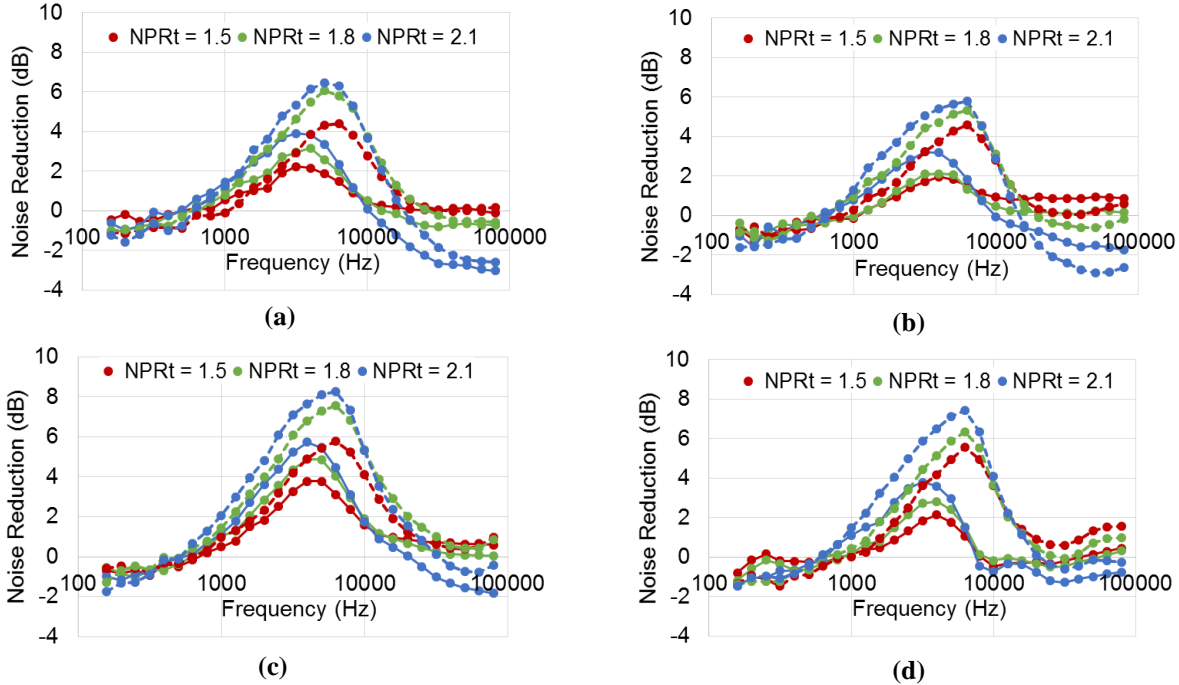 10
8
6
4
2
0
-2
-4
Noise Reduction (dB)
NPRt = 1.5 NPRt = 1.8 NPRt = 2.1
100 1000 10000 100000
Frequency (Hz)
(a)
10
8
6
4
2
0
-2
-4
Noise Reduction (dB)
NPRt = 1.5 NPRt = 1.8 NPRt = 2.1
100 1000 10000 100000
Frequency (Hz)
(b)
10
8
6
4
2
0
-2
-4
Noise Reduction (dB)
NPRt = 1.5 NPRt = 1.8 NPRt = 2.1
100 1000 10000 100000
Frequency (Hz)
(c)
10
8
6
4
2
0
-2
-4
Noise Reduction (dB)
NPRt = 1.5 NPRt = 1.8 NPRt = 2.1
100 1000 10000 100000
Frequency (Hz)
(d)